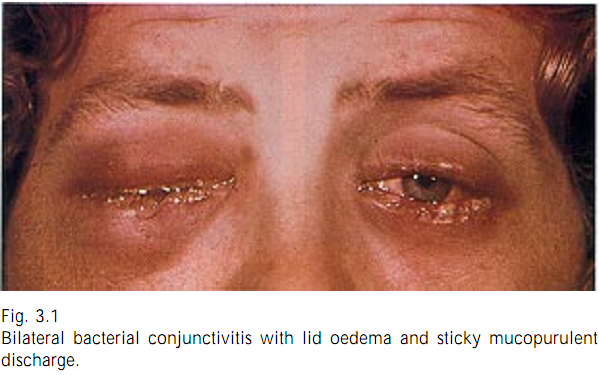 Fig. 3.1
Bilateral bacterial conjunctivitis with lid oedema and sticky mucopurulent
discharge.